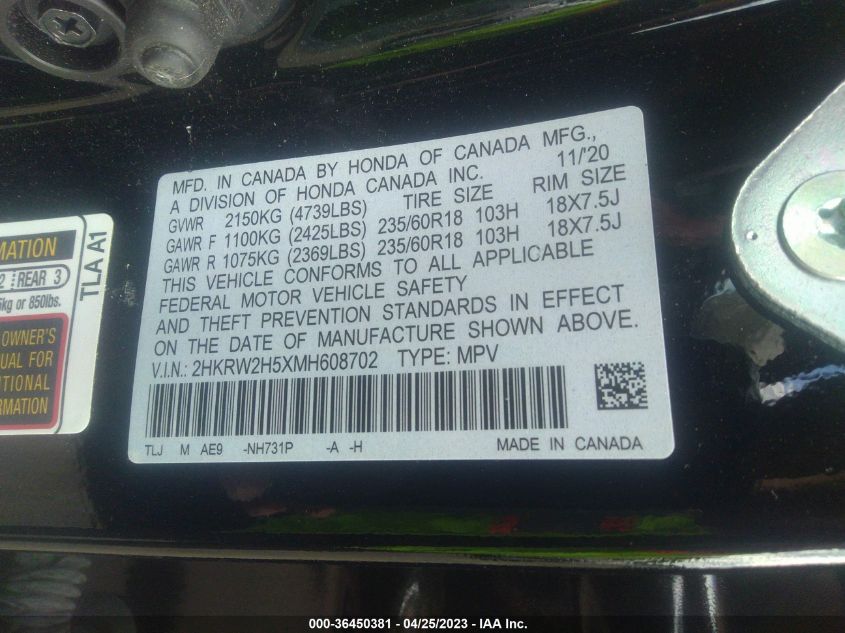 MFD. IN CANADA BY HONDA OF CANADA MFG.,
A DIVISION OF HONDA CANADA INC. 11/'20
GVWR 2150KG (4739LBS) TIRE SIZE RIM SIZE
GAWR F 1100KG (2425LBS) 235/60R18 103H 18X7.5J
GAWR R 1075KG (2369LBS) 235/60R18 103H 18X7.5J
THIS VEHICLE CONFORMS TO ALL APPLICABLE
FEDERAL MOTOR VEHICLE SAFETY
AND THEFT PREVENTION STANDARDS IN EFFECT
ON THE DATE OF MANUFACTURE SHOWN ABOVE.
V.I.N.: 2HKRW2H5XMH608702 TYPE: MPV
TLJ M AE9 -NH731P -A -H MADE IN CANADA
2 REAR 3
kg or 850lbs.
TLA A1
OWNER'S
FOR
000-36450381 - 04/25/2023 - IAA Inc.